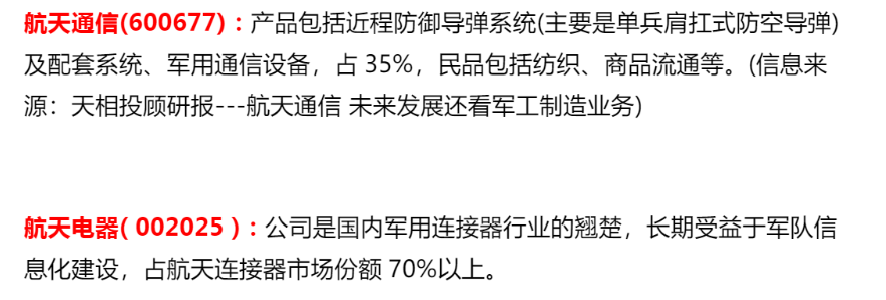 航天通信(600677)：产品包括近程防御导弹系统(主要是单兵肩扛式防空导弹)
及配套系统、军用通信设备，占 35%，民品包括纺织、商品流通等。(信息来
源：天相投顾研报---航天通信 未来发展还看军工制造业务)
航天电器( 002025 )：公司是国内军用连接器行业的翘楚，长期受益于军队信
息化建设，占航天连接器市场份额 70%以上。